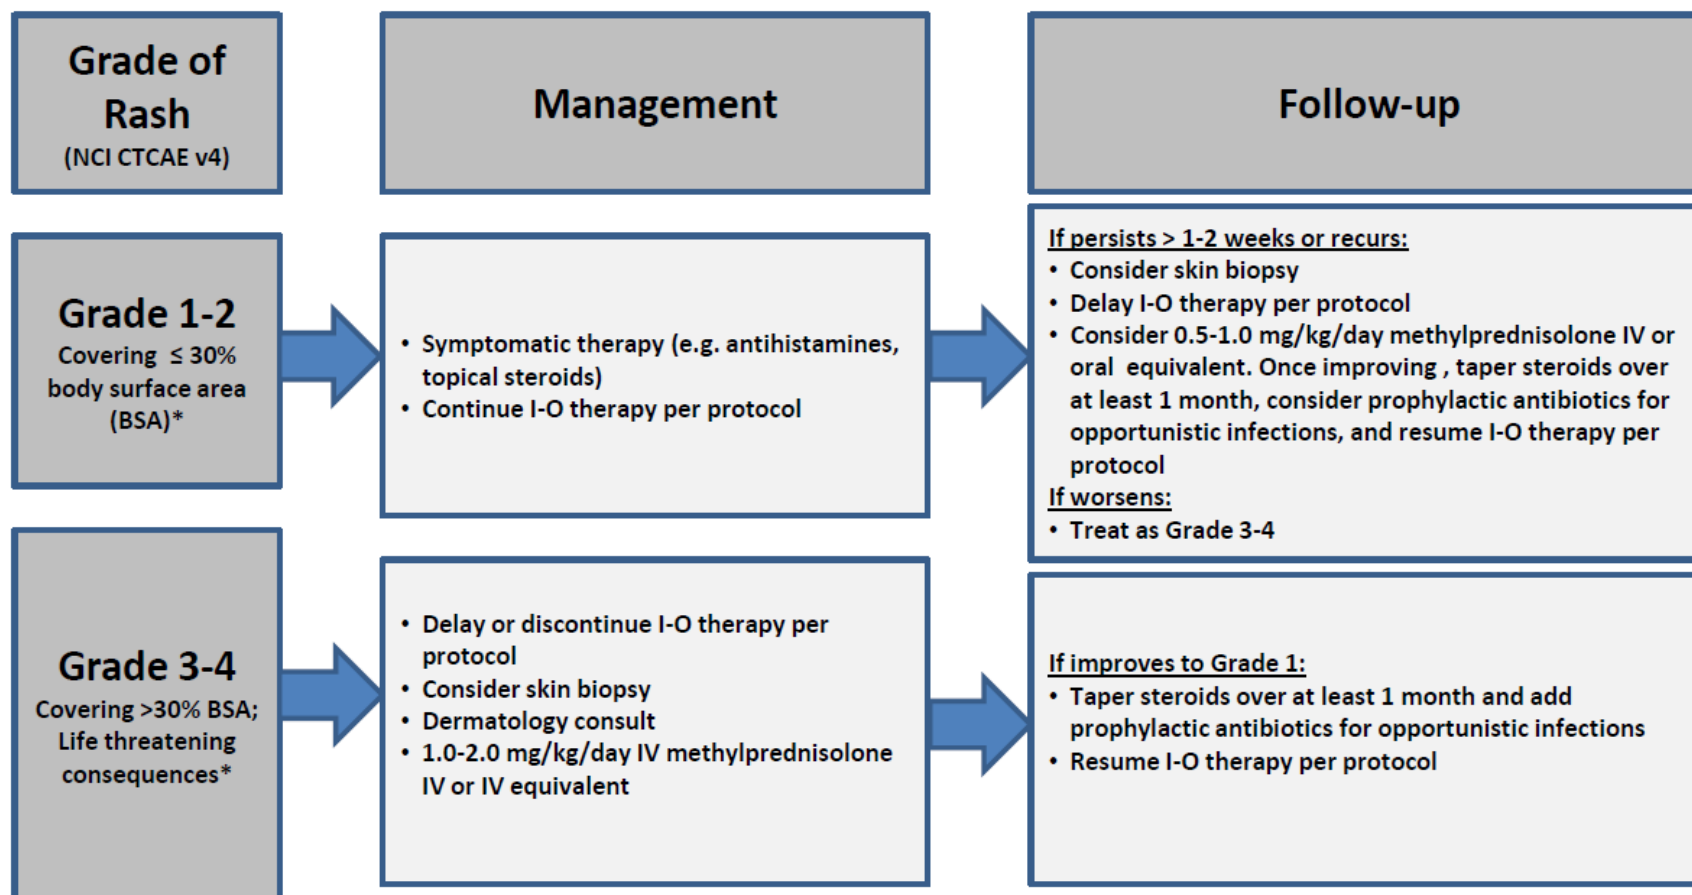 Grade of
Rash
(NCI CTCAE v4)
Management
Follow-up
Grade 1-2
Covering ≤ 30%
body surface area
(BSA)*
• Symptomatic therapy (e.g. antihistamines,
topical steroids)
• Continue I-O therapy per protocol
If persists > 1-2 weeks or recurs:
• Consider skin biopsy
• Delay I-O therapy per protocol
• Consider 0.5-1.0 mg/kg/day methylprednisolone IV or
oral equivalent. Once improving , taper steroids over
at least 1 month, consider prophylactic antibiotics for
opportunistic infections, and resume I-O therapy per
protocol
If worsens:
• Treat as Grade 3-4
Grade 3-4
Covering >30% BSA;
Life threatening
consequences*
• Delay or discontinue I-O therapy per
protocol
• Consider skin biopsy
• Dermatology consult
• 1.0-2.0 mg/kg/day IV methylprednisolone
IV or IV equivalent
If improves to Grade 1:
• Taper steroids over at least 1 month and add
prophylactic antibiotics for opportunistic infections
• Resume I-O therapy per protocol